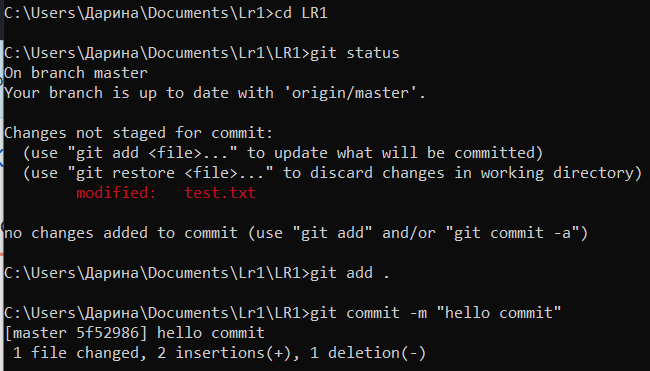 C:\Users\Дарина\Documents\Lr1>cd LR1
C:\Users\Дарина\Documents\Lr1\LR1>git status
On branch master
Your branch is up to date with 'origin/master'.
Changes not staged for commit:
  (use "git add <file>..." to update what will be committed)
  (use "git restore <file>..." to discard changes in working directory)
        modified:   test.txt
no changes added to commit (use "git add" and/or "git commit -a")
C:\Users\Дарина\Documents\Lr1\LR1>git add .
C:\Users\Дарина\Documents\Lr1\LR1>git commit -m "hello commit"
[master 5f52986] hello commit
 1 file changed, 2 insertions(+), 1 deletion(-)